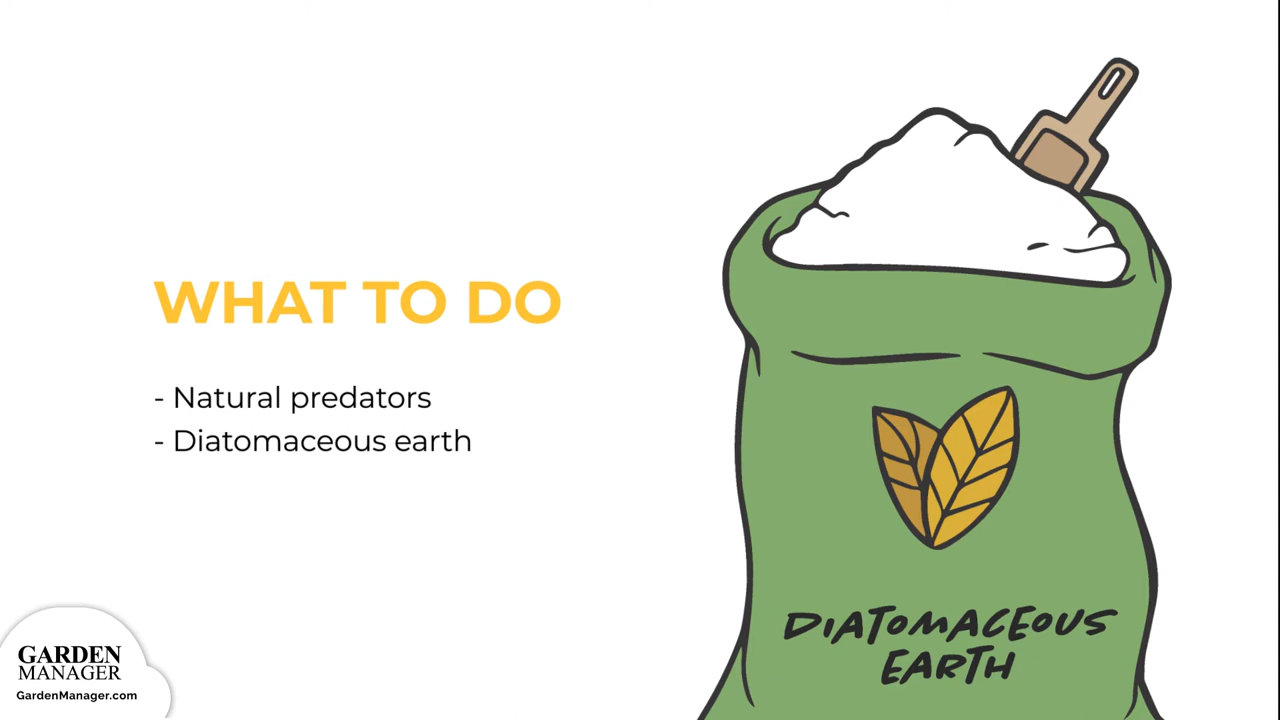 WHAT TO DO
- Natural predators
- Diatomaceous earth
DIATOMACEOUS
EARTH
GARDEN
MANAGER
GardenManager.com